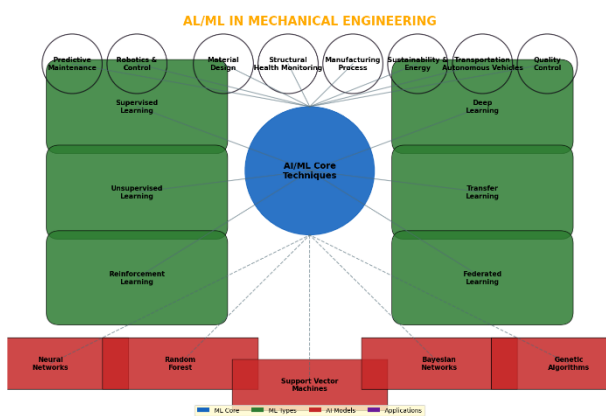 AL/ML IN MECHANICAL ENGINEERING
Predictive
Maintenance
Robotics &
Control
Material
Design
Structural
Health Monitoring
Manufacturing
Process
Sustainability &
Energy
Transportation
Autonomous Vehicles
Quality
Control
Supervised
Learning
Deep
Learning
AI/ML Core
Techniques
Unsupervised
Learning
Transfer
Learning
Reinforcement
Learning
Federated
Learning
Neural
Networks
Random
Forest
Support Vector
Machines
Bayesian
Networks
Genetic
Algorithms
ML Core
ML Types
AI Models
Applications